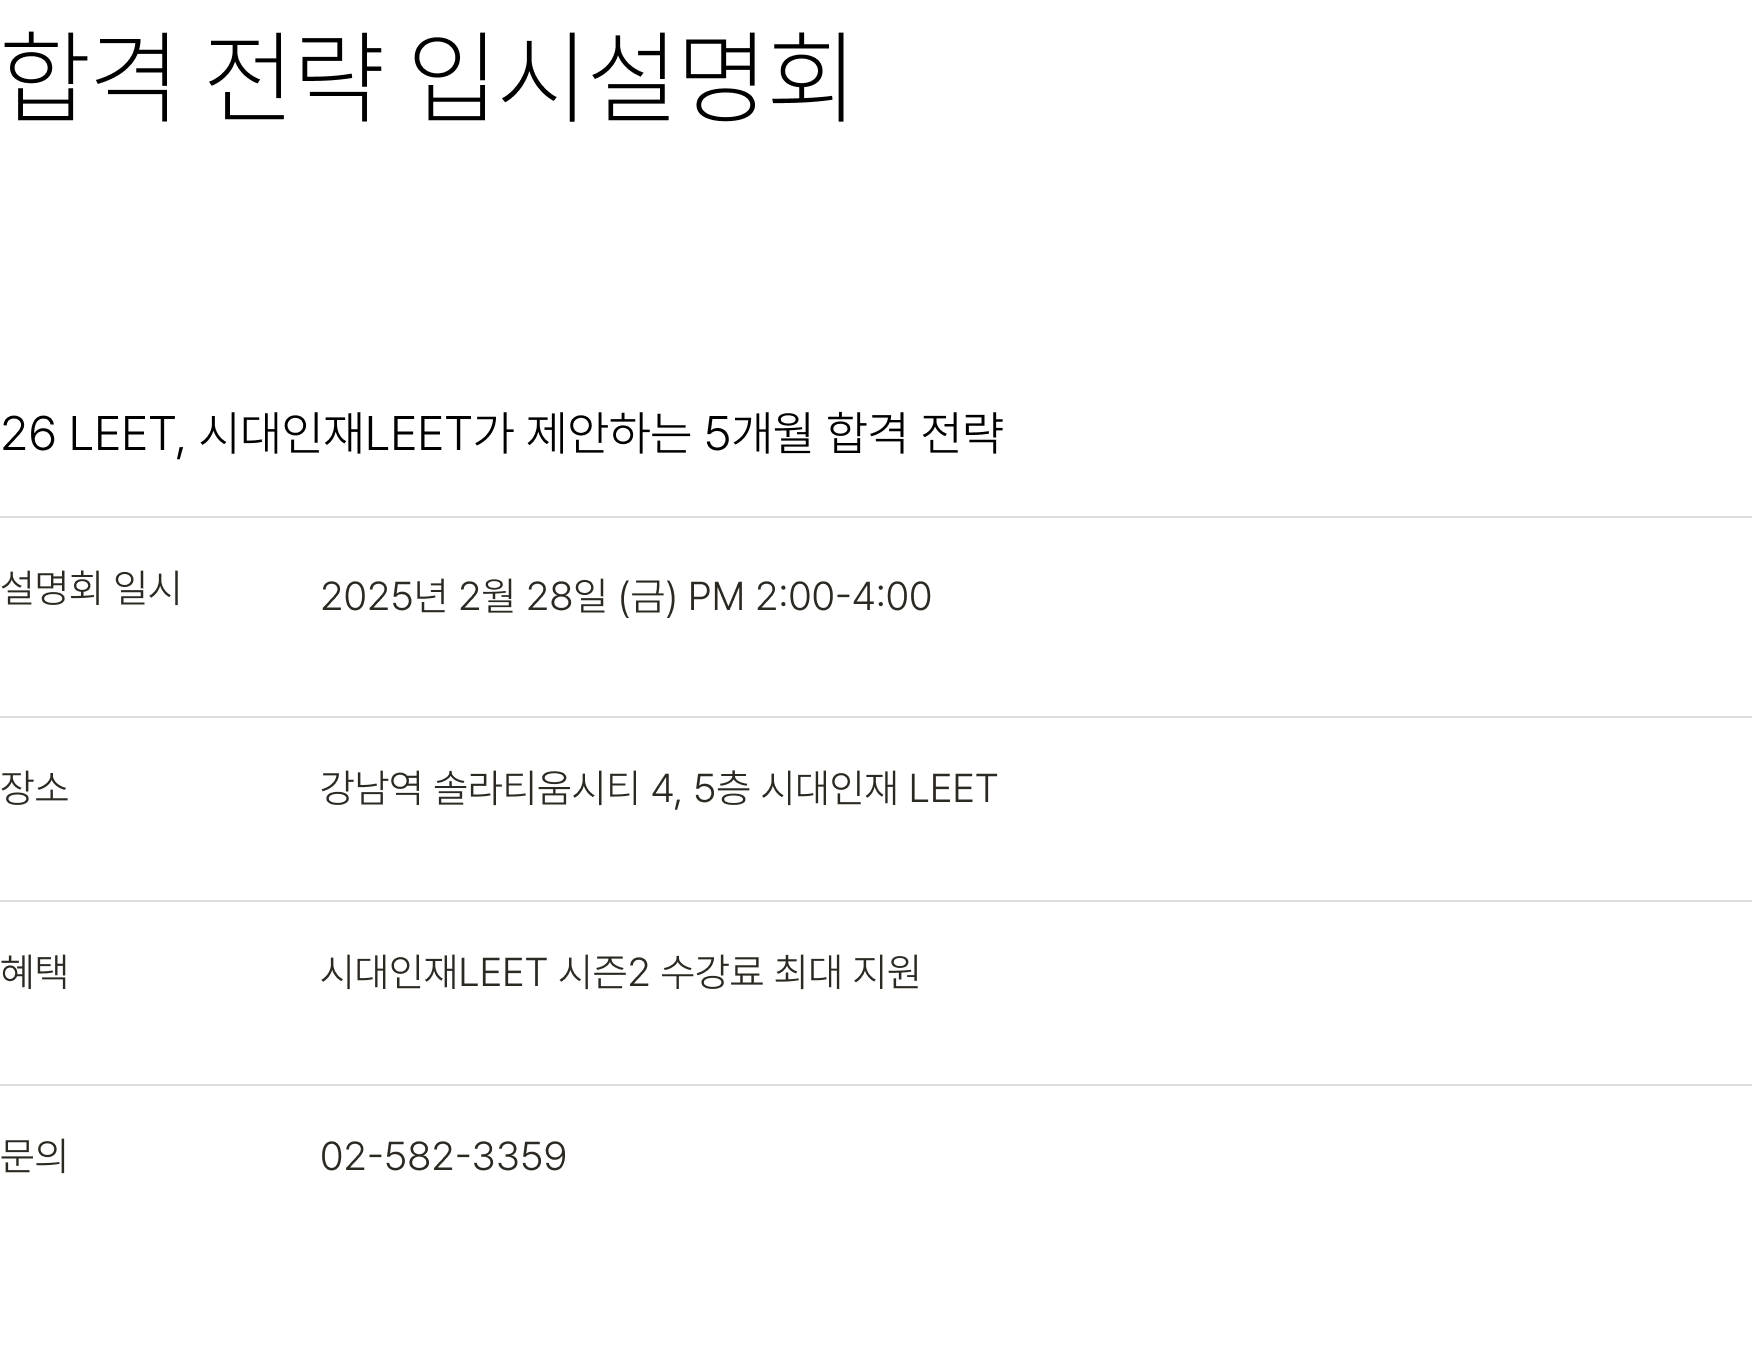 합격 전략 입시설명회
26 LEET, 시대인재LEET가 제안하는 5개월 합격 전략
설명회 일시 2025년 2월 28일 (금) PM 2:00-4:00
장소 강남역 솔라티움시티 4, 5층 시대인재 LEET
혜택 시대인재LEET 시즌2 수강료 최대 지원
문의 02-582-3359